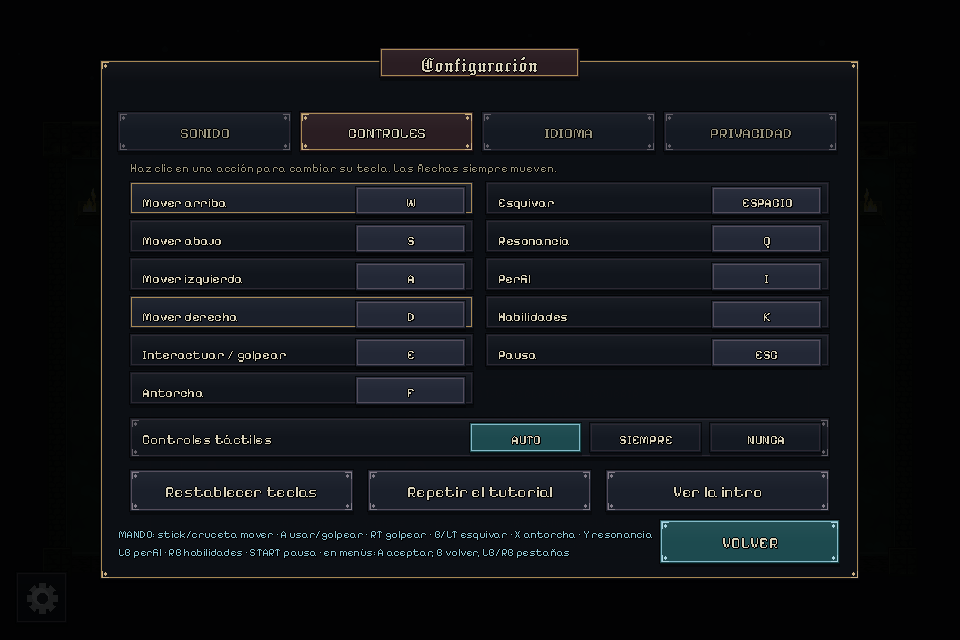 Configuración
SONIDO
CONTROLES
IDIOMA
PRIVACIDAD
Haz clic en una acción para cambiar su tecla. Las flechas siempre mueven.
Mover arriba W
Esquivar ESPACIO
Mover abajo S
Resonancia Q
Mover izquierda A
Perfil I
Mover derecha D
Habilidades K
Interactuar / golpear E
Pausa ESC
Antorcha F
Controles táctiles AUTO SIEMPRE NUNCA
Restablecer teclas
Repetir el tutorial
Ver la intro
MANDO: stick/cruceta mover · A usar/golpear · RT golpear · B/LT esquivar · X antorcha · Y resonancia
LB perfil · RB habilidades · START pausa · en menús: A aceptar, B volver, LB/RB pestañas
VOLVER